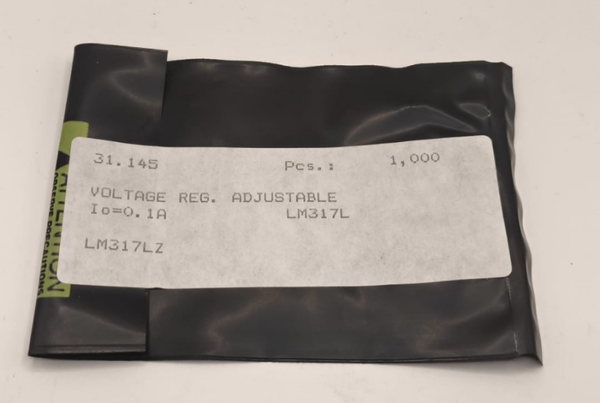 31.145 Pcs.: 1,000
VOLTAGE REG. ADJUSTABLE
Io=0.1A LM317L
LM317LZ
ATTENTION